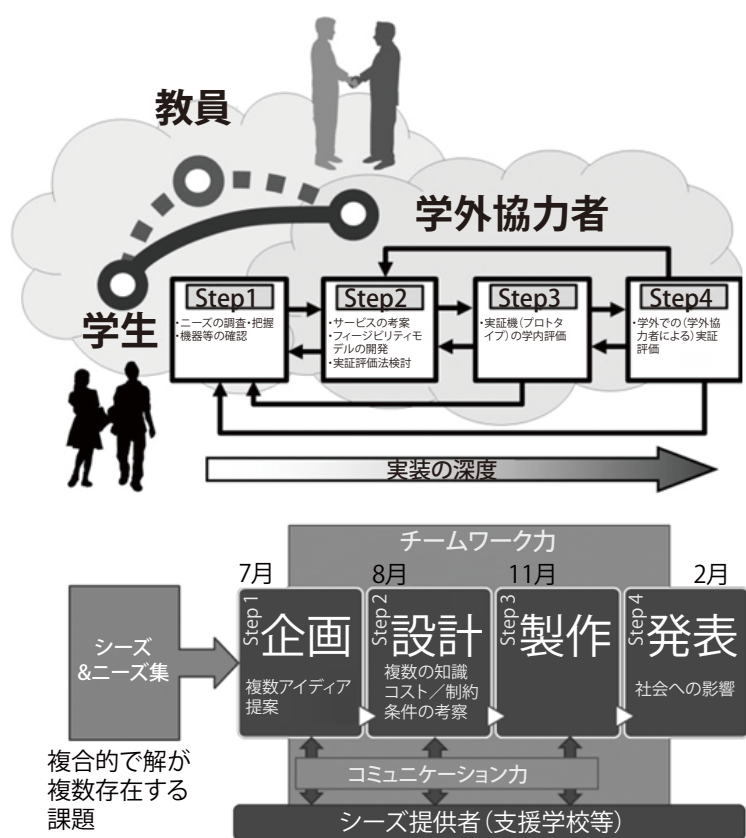 教員
学外協力者
学生
Step1
・ニーズの調査・把握
・機器等の確認
Step2
・サービスの考案
・フィージビリティモ
デルの開発
・実証評価法検討
Step3
・実証機(プロトタ
イプ)の学内評価
Step4
・学外での(学外協
力者による)実証
評価
実装の深度
チームワーク力
シーズ
&ニーズ集
複合的で解が
複数存在する
課題
7月
Step 1
企画
複数アイディア
提案
8月
Step 2
設計
複数の知識
コスト/制約
条件の考察
11月
Step 3
製作
2月
Step 4
発表
社会への影響
コミュニケーション力
シーズ提供者(支援学校等)